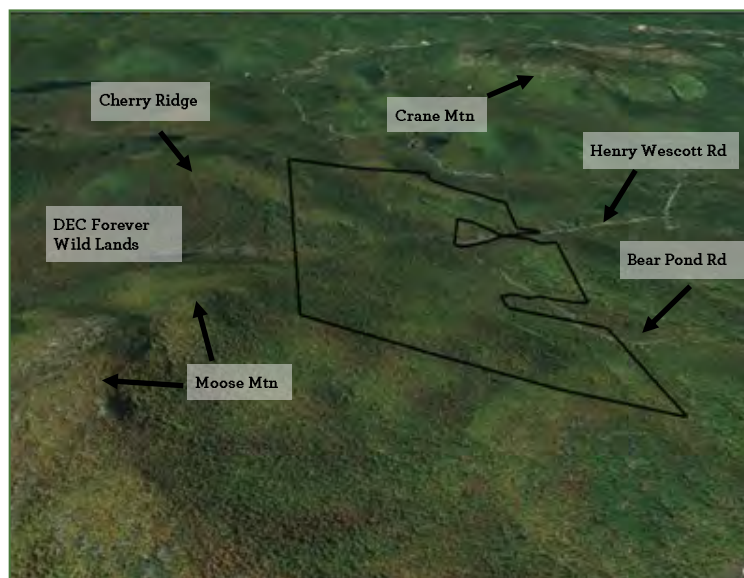 Cherry Ridge
Crane Mtn
Henry Wescott Rd
DEC Forever
Wild Lands
Bear Pond Rd
Moose Mtn